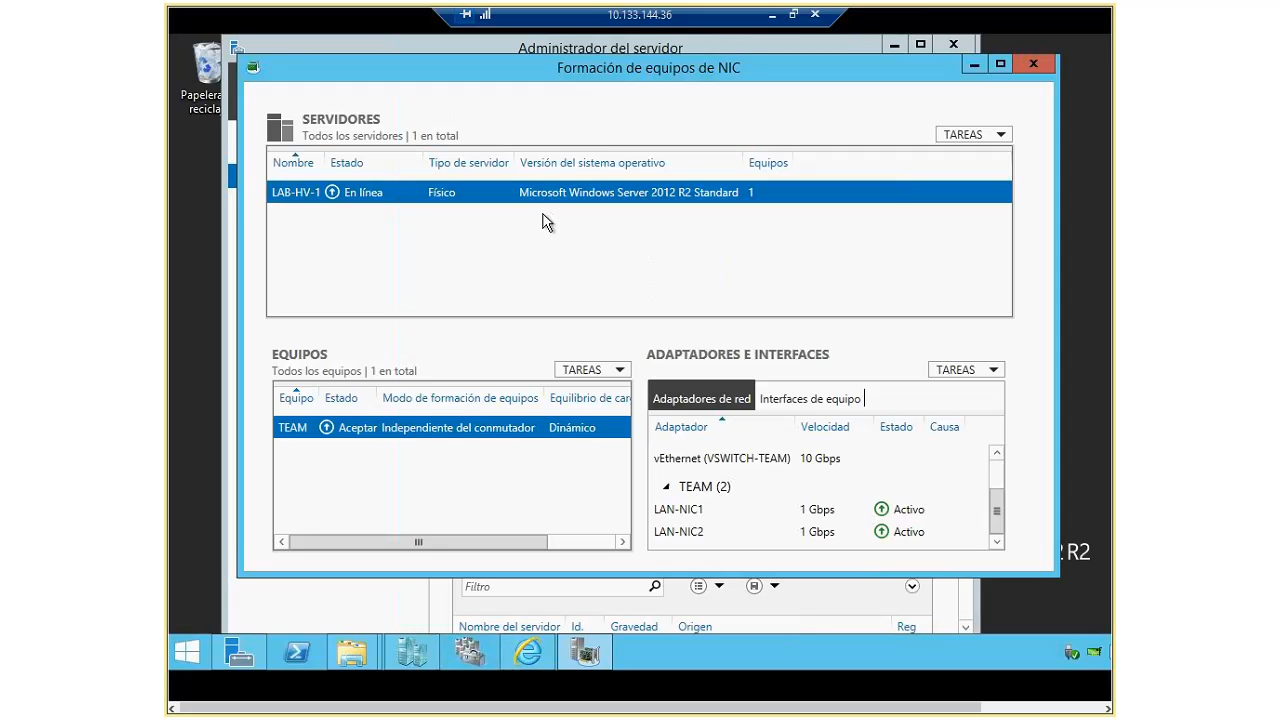 10.133.144.36
Administrador del servidor
Formación de equipos de NIC
Papelera
recicla
SERVIDORES
Todos los servidores | 1 en total
TAREAS
Nombre Estado Tipo de servidor Versión del sistema operativo Equipos
LAB-HV-1 En línea Físico Microsoft Windows Server 2012 R2 Standard 1
EQUIPOS
Todos los equipos | 1 en total
TAREAS
Equipo Estado Modo de formación de equipos Equilibrio de car
TEAM Aceptar Independiente del conmutador Dinámico
ADAPTADORES E INTERFACES
TAREAS
Adaptadores de red Interfaces de equipo
Adaptador Velocidad Estado Causa
vEthernet (VSWITCH-TEAM) 10 Gbps
TEAM (2)
LAN-NIC1 1 Gbps Activo
LAN-NIC2 1 Gbps Activo
2 R2
Filtro
Nombre del servidor Id. Gravedad Origen Reg